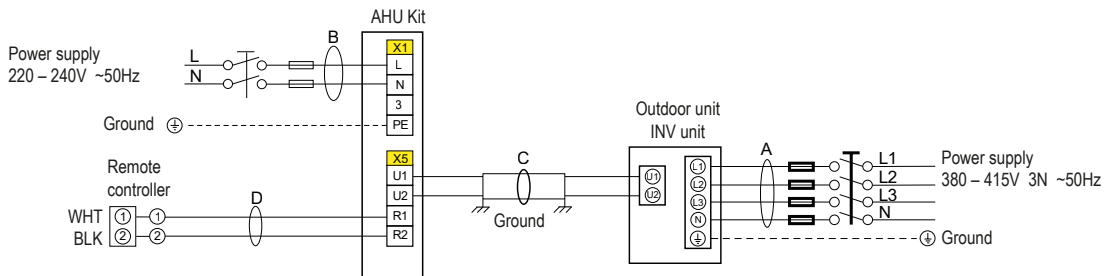 AHU Kit
Power supply
220 – 240V ~50Hz
L
N
B
X1
L
N
3
PE
Ground
X5
U1
U2
R1
R2
Remote
controller
WHT
BLK
1
2
1
2
D
C
Ground
Outdoor unit
INV unit
U1
U2
L1
L2
L3
N
A
L1
L2
L3
N
Power supply
380 – 415V 3N ~50Hz
Ground